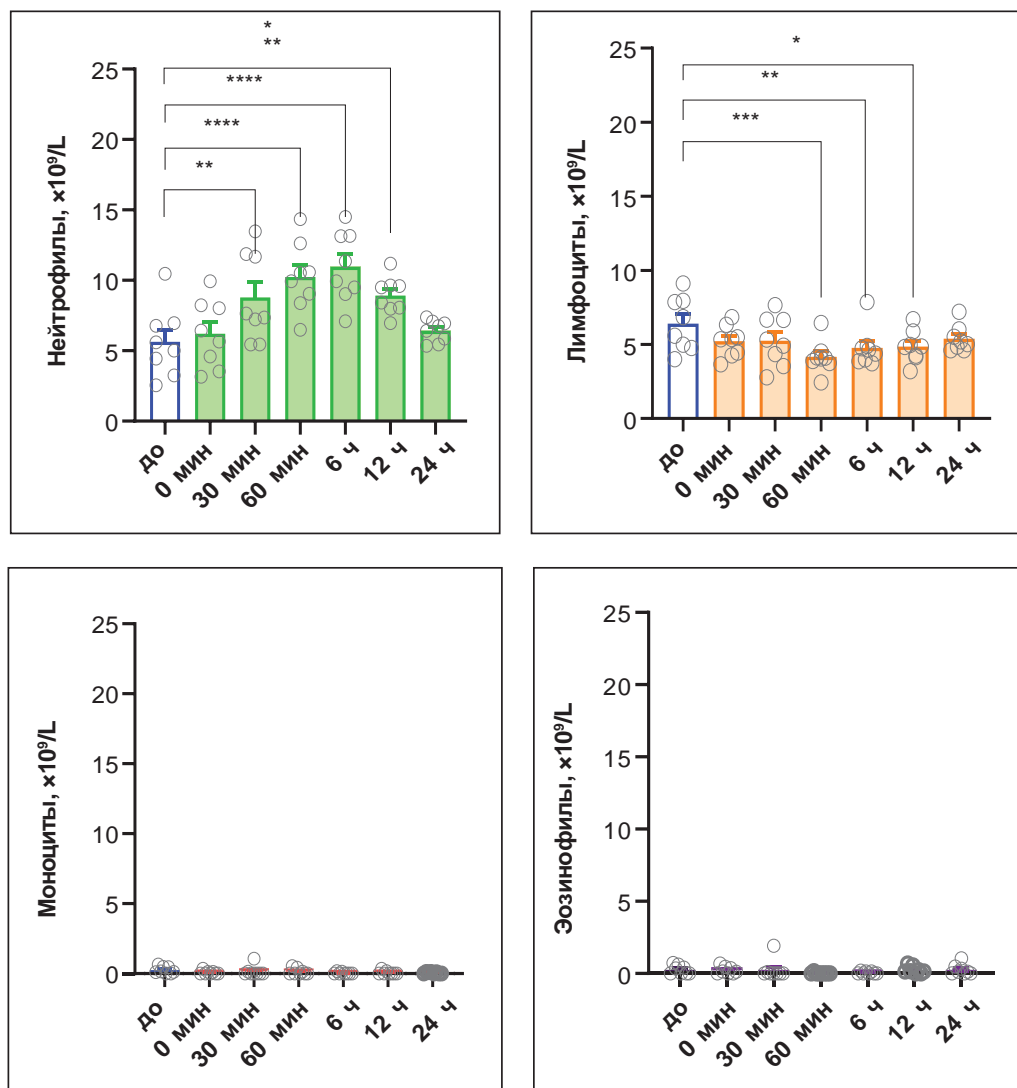 *
**
25
****
20
****
15
**
10
5
0
Нейтрофилы, ×10⁹/L
до
0 мин
30 мин
60 мин
6 ч
12 ч
24 ч
*
25
**
20
***
15
10
5
0
Лимфоциты, ×10⁹/L
до
0 мин
30 мин
60 мин
6 ч
12 ч
24 ч
25
20
15
10
5
0
Моноциты, ×10⁹/L
до
0 мин
30 мин
60 мин
6 ч
12 ч
24 ч
25
20
15
10
5
0
Эозинофилы, ×10⁹/L
до
0 мин
30 мин
60 мин
6 ч
12 ч
24 ч